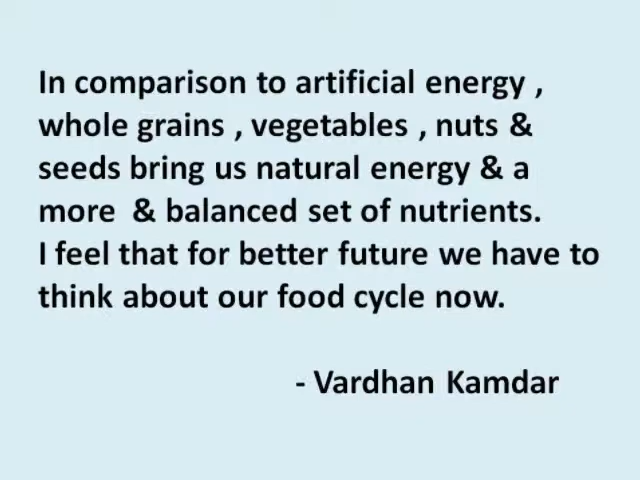 In comparison to artificial energy ,
whole grains , vegetables , nuts &
seeds bring us natural energy & a
more  & balanced set of nutrients.
I feel that for better future we have to
think about our food cycle now.
- Vardhan Kamdar